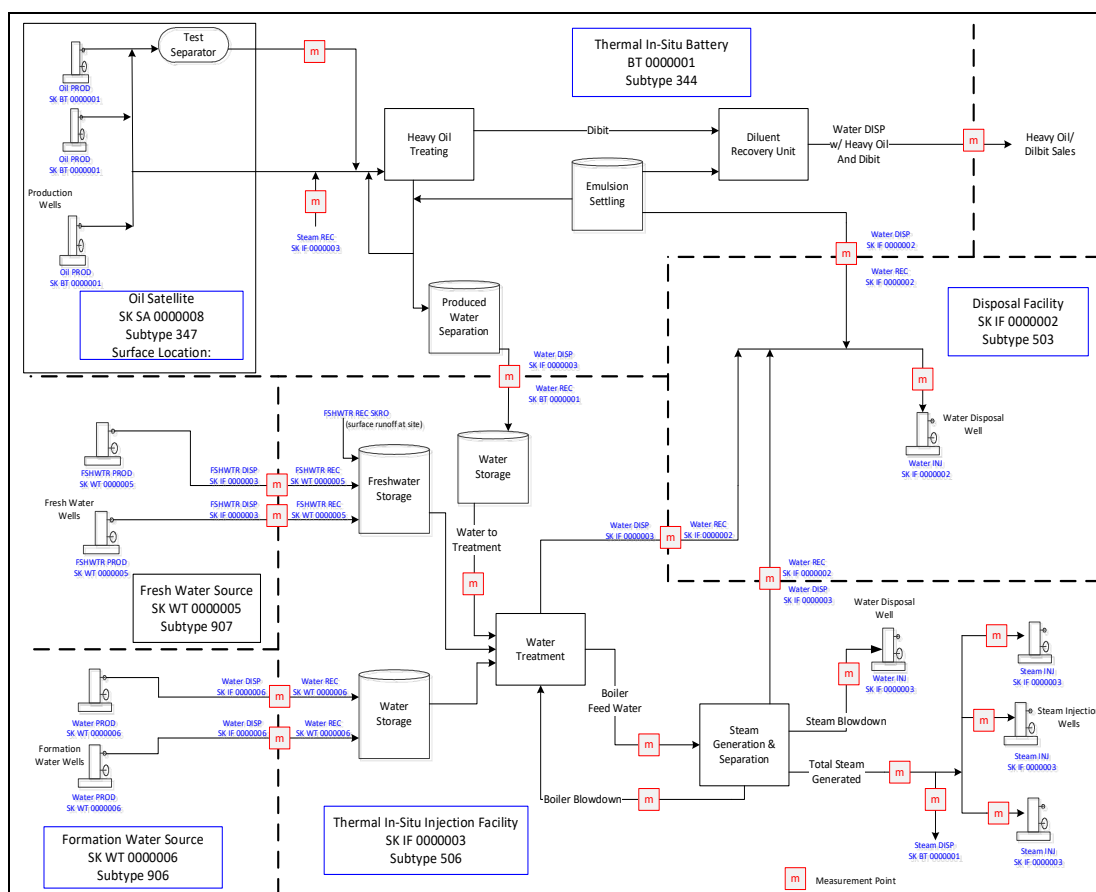 Test
Separator
m
Oil PROD
SK BT 0000001
Oil PROD
SK BT 0000001
Production
Wells
Oil PROD
SK BT 0000001
Oil Satellite
SK SA 0000008
Subtype 347
Surface Location:
Thermal In-Situ Battery
BT 0000001
Subtype 344
Heavy Oil
Treating
Dibit
Diluent
Recovery Unit
Water DISP
w/ Heavy Oil
And Dibit
m
Heavy Oil/
Dilbit Sales
Emulsion
Settling
m
Steam REC
SK IF 0000003
Produced
Water
Separation
Water DISP
SK IF 0000002
m
Water REC
SK IF 0000002
Disposal Facility
SK IF 0000002
Subtype 503
m
Water Disposal
Well
Water INJ
SK IF 0000002
Water DISP
SK IF 0000003
m
Water REC
SK BT 0000001
FSHWTR REC SKRO
(surface runoff at site)
FSHWTR PROD
SK WT 0000005
FSHWTR DISP
SK IF 0000003
m
FSHWTR REC
SK WT 0000005
Freshwater
Storage
Water
Storage
Fresh Water
Wells
FSHWTR DISP
SK IF 0000003
m
FSHWTR REC
SK WT 0000005
FSHWTR PROD
SK WT 0000005
Water to
Treatment
m
Fresh Water Source
SK WT 0000005
Subtype 907
Water DISP
SK IF 0000003
m
Water REC
SK IF 0000002
m
Water REC
SK IF 0000002
Water DISP
SK IF 0000003
Water
Treatment
Water Disposal
Well
m
Water INJ
SK IF 0000003
Water PROD
SK WT 0000006
Water DISP
SK IF 0000006
m
Water REC
SK WT 0000006
Water
Storage
Formation
Water Wells
Water DISP
SK IF 0000006
m
Water REC
SK WT 0000006
Water PROD
SK WT 0000006
Boiler
Feed Water
m
Steam
Generation &
Separation
Steam Blowdown
Total Steam
Generated
m
m
Steam INJ
SK IF 0000003
m
Steam Injection
Wells
Steam INJ
SK IF 0000003
m
Steam INJ
SK IF 0000003
m
Steam DISP
SK BT 0000001
Boiler Blowdown
m
Formation Water Source
SK WT 0000006
Subtype 906
Thermal In-Situ Injection Facility
SK IF 0000003
Subtype 506
m
Measurement Point